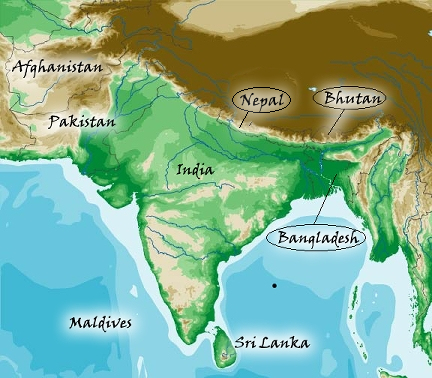 Afghanistan
Nepal
Bhutan
Pakistan
India
Bangladesh
Maldives
Sri Lanka